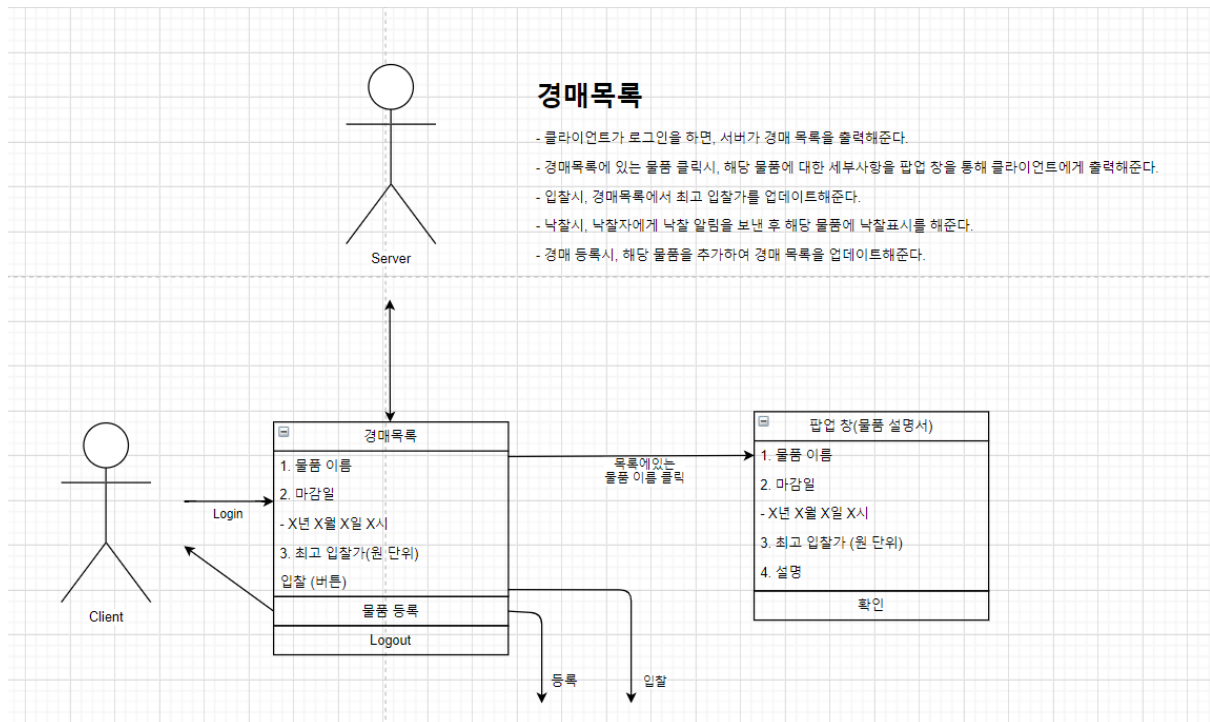 경매목록
- 클라이언트가 로그인을 하면, 서버가 경매 목록을 출력해준다.
- 경매목록에 있는 물품 클릭시, 해당 물품에 대한 세부사항을 팝업 창을 통해 클라이언트에게 출력해준다.
- 입찰시, 경매목록에서 최고 입찰가를 업데이트해준다.
- 낙찰시, 낙찰자에게 낙찰 알림을 보낸 후 해당 물품에 낙찰표시를 해준다.
- 경매 등록시, 해당 물품을 추가하여 경매 목록을 업데이트해준다.
Server
Client
Login
경매목록
1. 물품 이름
2. 마감일
- X년 X월 X일 X시
3. 최고 입찰가(원 단위)
입찰 (버튼)
물품 등록
Logout
목록에있는
물품 이름 클릭
등록
입찰
팝업 창(물품 설명서)
1. 물품 이름
2. 마감일
- X년 X월 X일 X시
3. 최고 입찰가 (원 단위)
4. 설명
확인